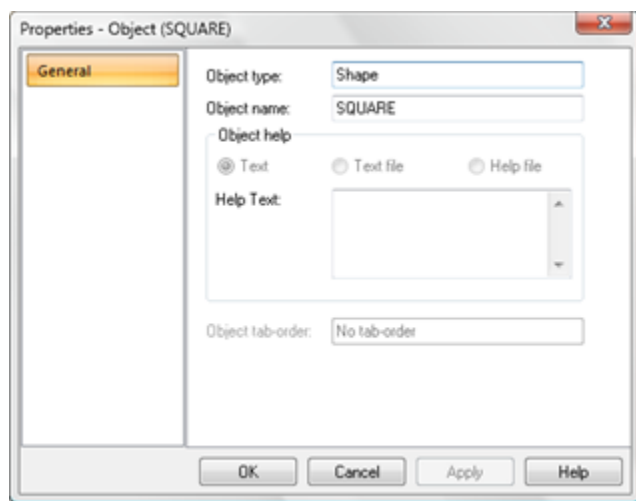 Properties - Object (SQUARE)
General
Object type: Shape
Object name: SQUARE
Object help
Text Text file Help file
Help Text:
Object tab-order: No tab-order
OK Cancel Apply Help